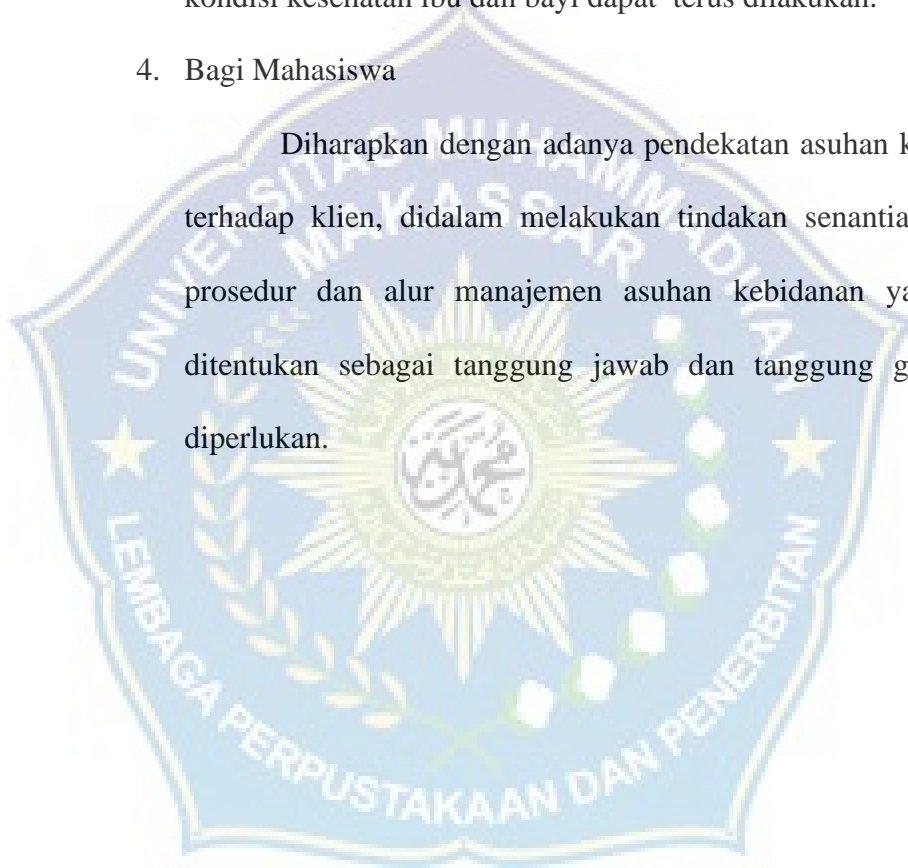 kondisi kesehatan ibu dan bayi dapat terus dilakukan.
4. Bagi Mahasiswa
Diharapkan dengan adanya pendekatan asuhan k
terhadap klien, didalam melakukan tindakan senantia
prosedur dan alur manajemen asuhan kebidanan ya
ditentukan sebagai tanggung jawab dan tanggung g
diperlukan.
UNIVERSITAS MUHAMMADIYAH
MAKASSAR
محمد
LEMBAGA PERPUSTAKAAN DAN PENERBITAN